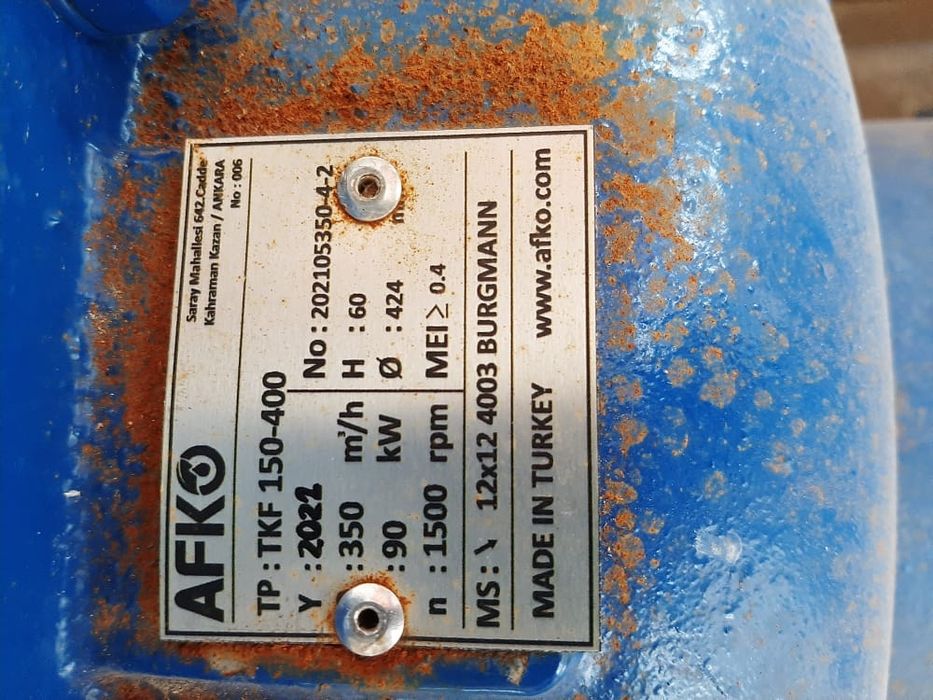 AFKO
Saray Mahallesi 642.Cadde
Kahraman Kazan / ANKARA
No : 006
TP : TKF 150-400
Y : 2022 No : 202105350-4-2
: 350 m³/h H : 60
: 90 kW Ø : 424
n : 1500 rpm MEI ≥ 0.4
MS : 12x12 4003 BURGMANN
MADE IN TURKEY www.afko.com